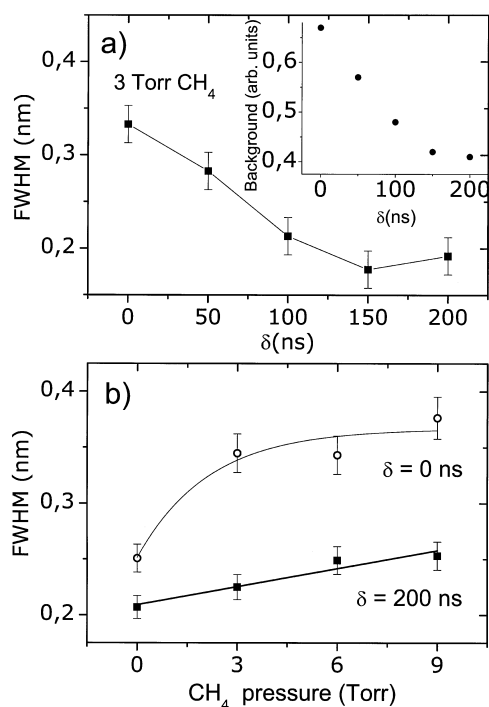 a)
3 Torr CH4
FWHM (nm)
0,4
0,3
0,2
0
50
100
150
200
δ(ns)
Background (arb. units)
0,6
0,5
0,4
0
100
200
δ(ns)
b)
FWHM (nm)
0,4
0,3
0,2
δ = 0 ns
δ = 200 ns
0
3
6
9
CH4 pressure (Torr)